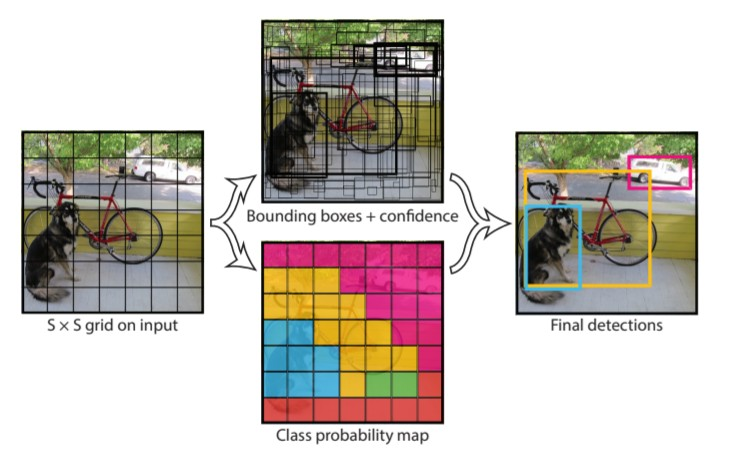 Bounding boxes + confidence
S × S grid on input
Final detections
Class probability map